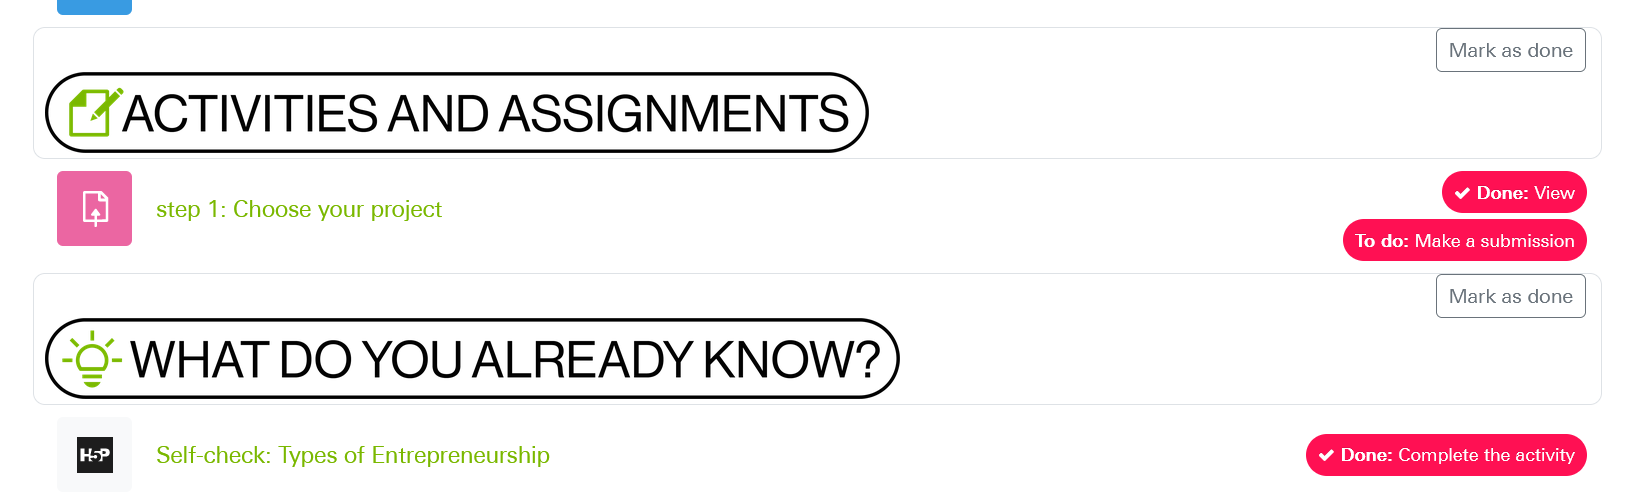 Mark as done
ACTIVITIES AND ASSIGNMENTS
step 1: Choose your project
Done: View
To do: Make a submission
Mark as done
WHAT DO YOU ALREADY KNOW?
H5P
Self-check: Types of Entrepreneurship
Done: Complete the activity